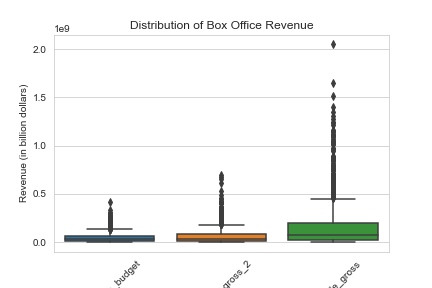 Distribution of Box Office Revenue
1e9
2.0
1.5
1.0
0.5
0.0
Revenue (in billion dollars)
_budget
gross_2
_gross